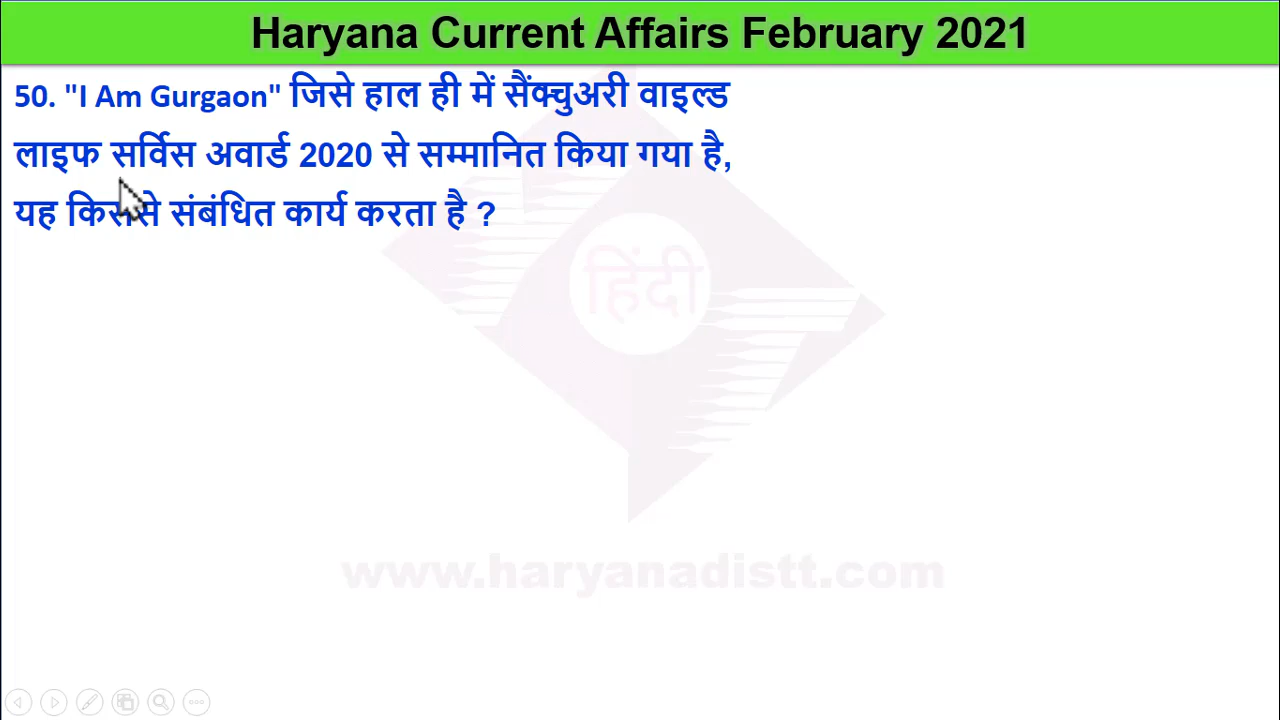 Haryana Current Affairs February 2021
50. "I Am Gurgaon" जिसे हाल ही में सैंक्चुअरी वाइल्ड
लाइफ सर्विस अवार्ड 2020 से सम्मानित किया गया है,
यह किससे संबंधित कार्य करता है ?
हिंदी
www.haryanadistt.com